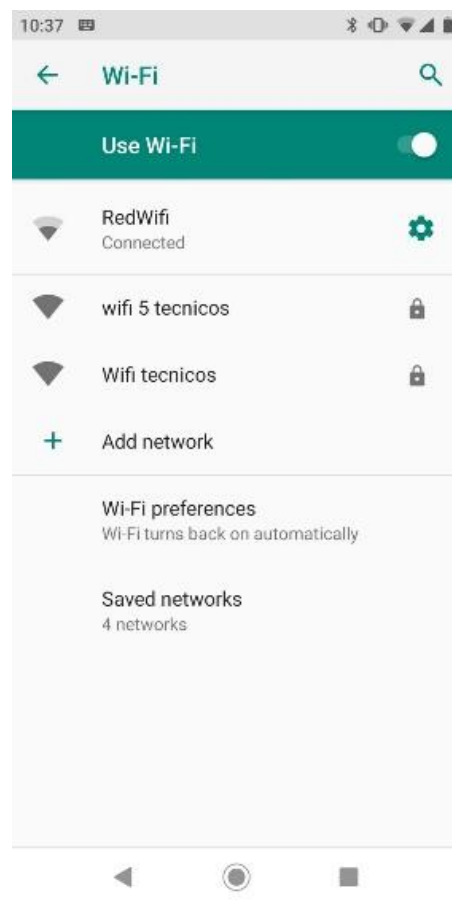 10:37
Wi-Fi
Use Wi-Fi
RedWifi
Connected
wifi 5 tecnicos
Wifi tecnicos
Add network
Wi-Fi preferences
Wi-Fi turns back on automatically
Saved networks
4 networks